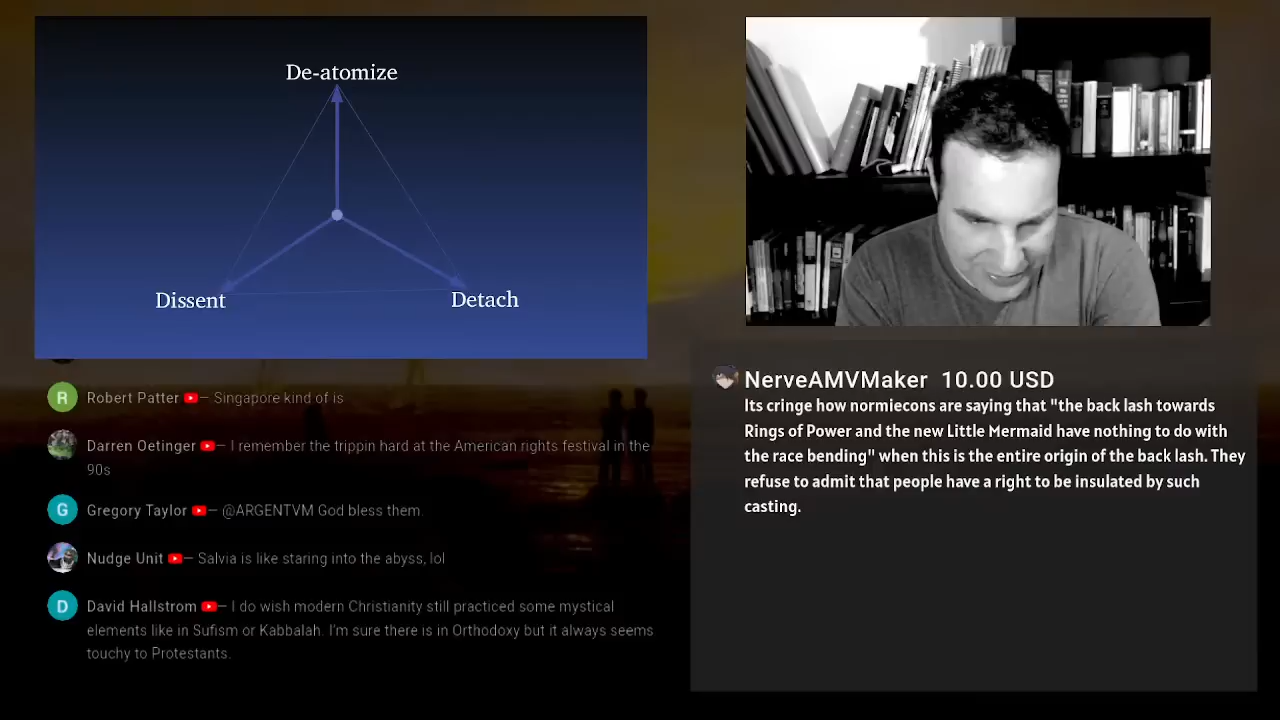 De-atomize
Dissent
Detach
Robert Patter — Singapore kind of is
Darren Oetinger — I remember the trippin hard at the American rights festival in the
90s
G
Gregory Taylor — @ARGENTVM God bless them.
Nudge Unit — Salvia is like staring into the abyss, lol
D
David Hallstrom — I do wish modern Christianity still practiced some mystical
elements like in Sufism or Kabbalah. I'm sure there is in Orthodoxy but it always seems
touchy to Protestants.
R
NerveAMVMaker 10.00 USD
Its cringe how normiecons are saying that "the back lash towards
Rings of Power and the new Little Mermaid have nothing to do with
the race bending" when this is the entire origin of the back lash. They
refuse to admit that people have a right to be insulated by such
casting.